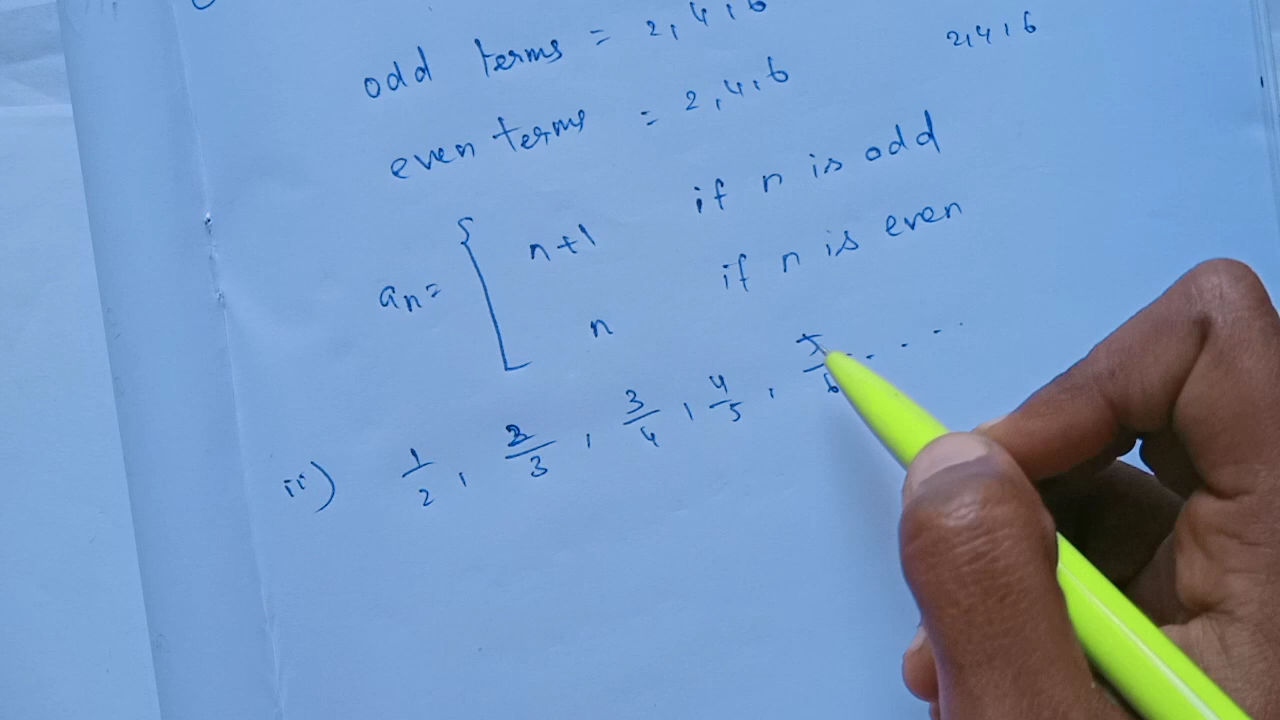 odd terms = 2, 4, 6
2, 4, 6
even terms = 2, 4, 6
n+1 if n is odd
an =
n if n is even
ii) 1/2, 2/3, 3/4, 4/5, 5/6 ....